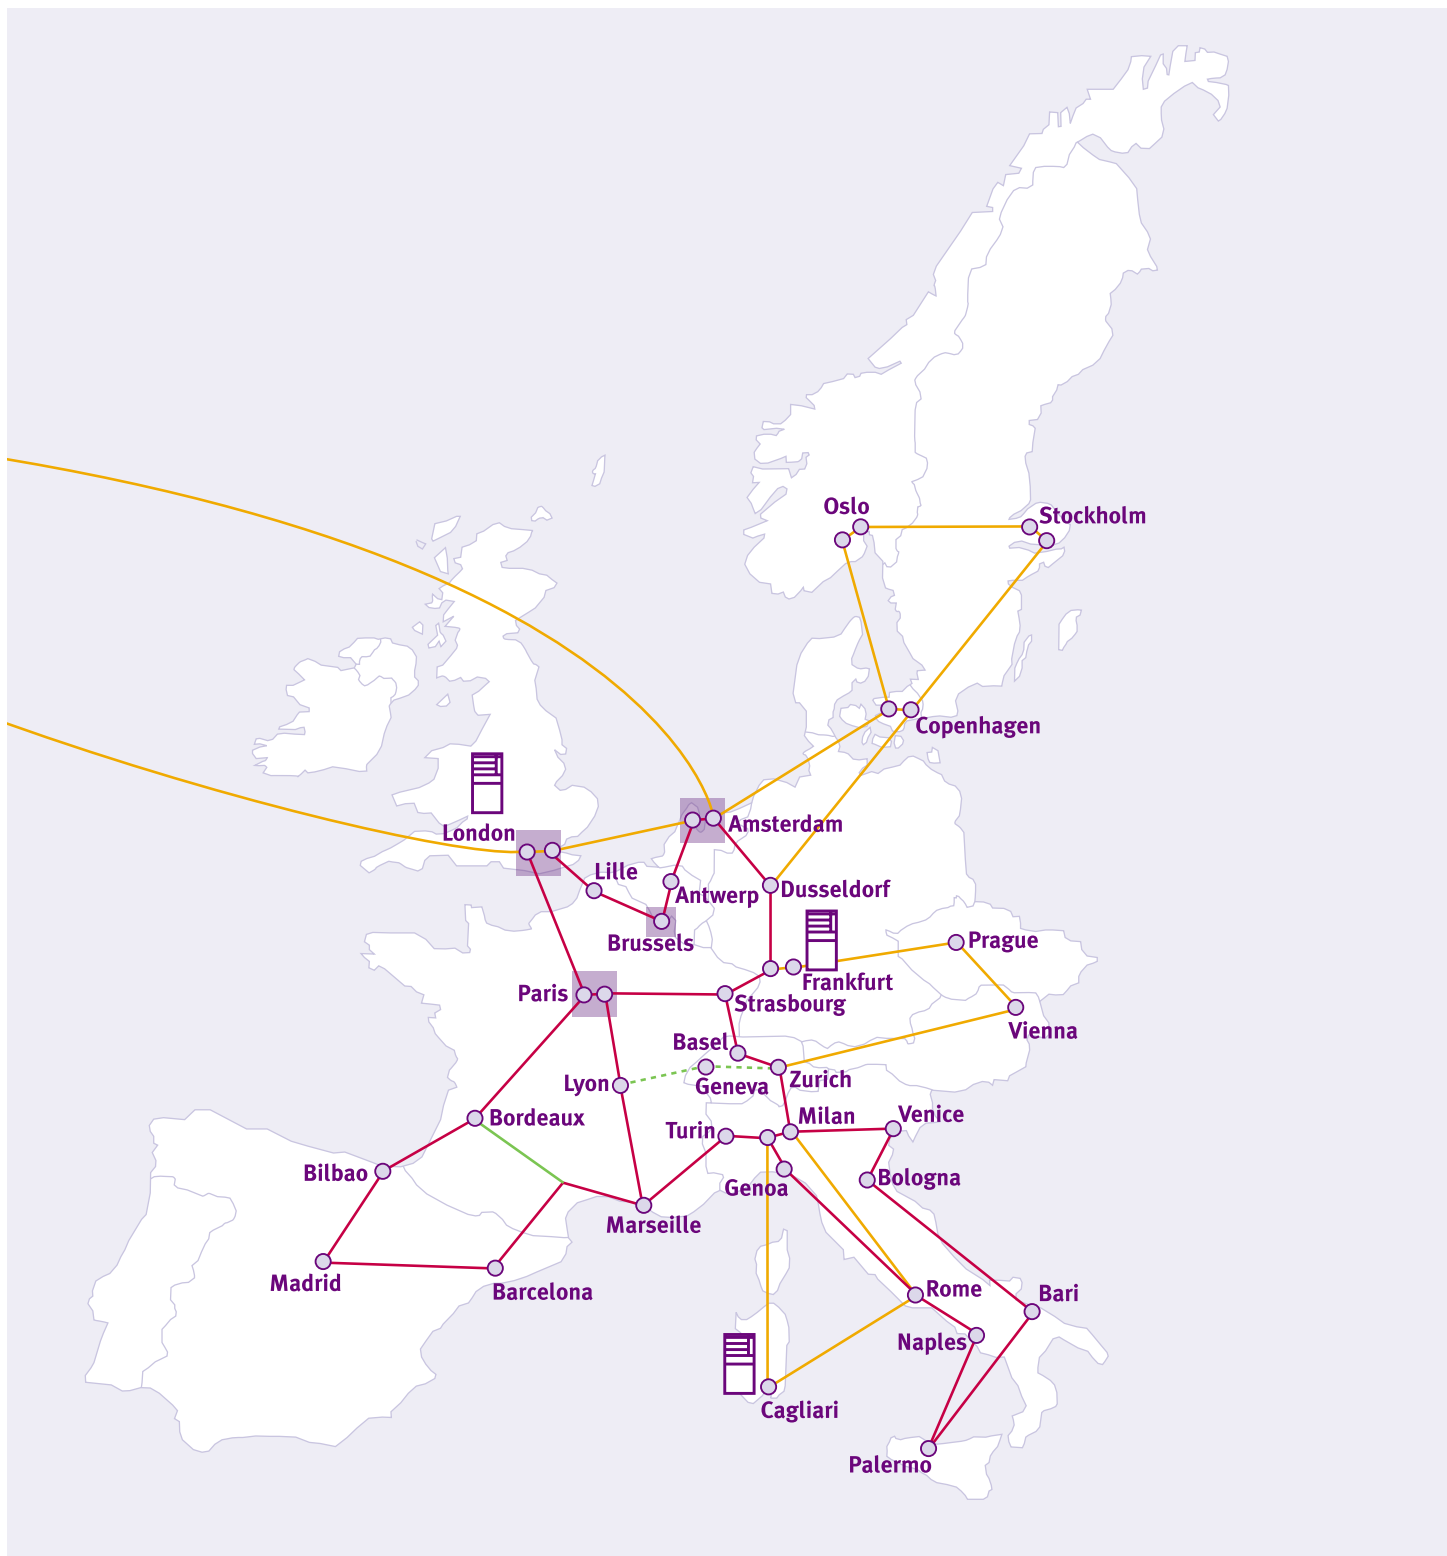 Oslo
Stockholm
Copenhagen
London
Amsterdam
Lille
Dusseldorf
Antwerp
Brussels
Prague
Frankfurt
Paris
Strasbourg
Vienna
Basel
Lyon
Geneva
Zurich
Bordeaux
Milan
Venice
Turin
Bilbao
Bologna
Genoa
Marseille
Madrid
Barcelona
Rome
Bari
Naples
Cagliari
Palermo